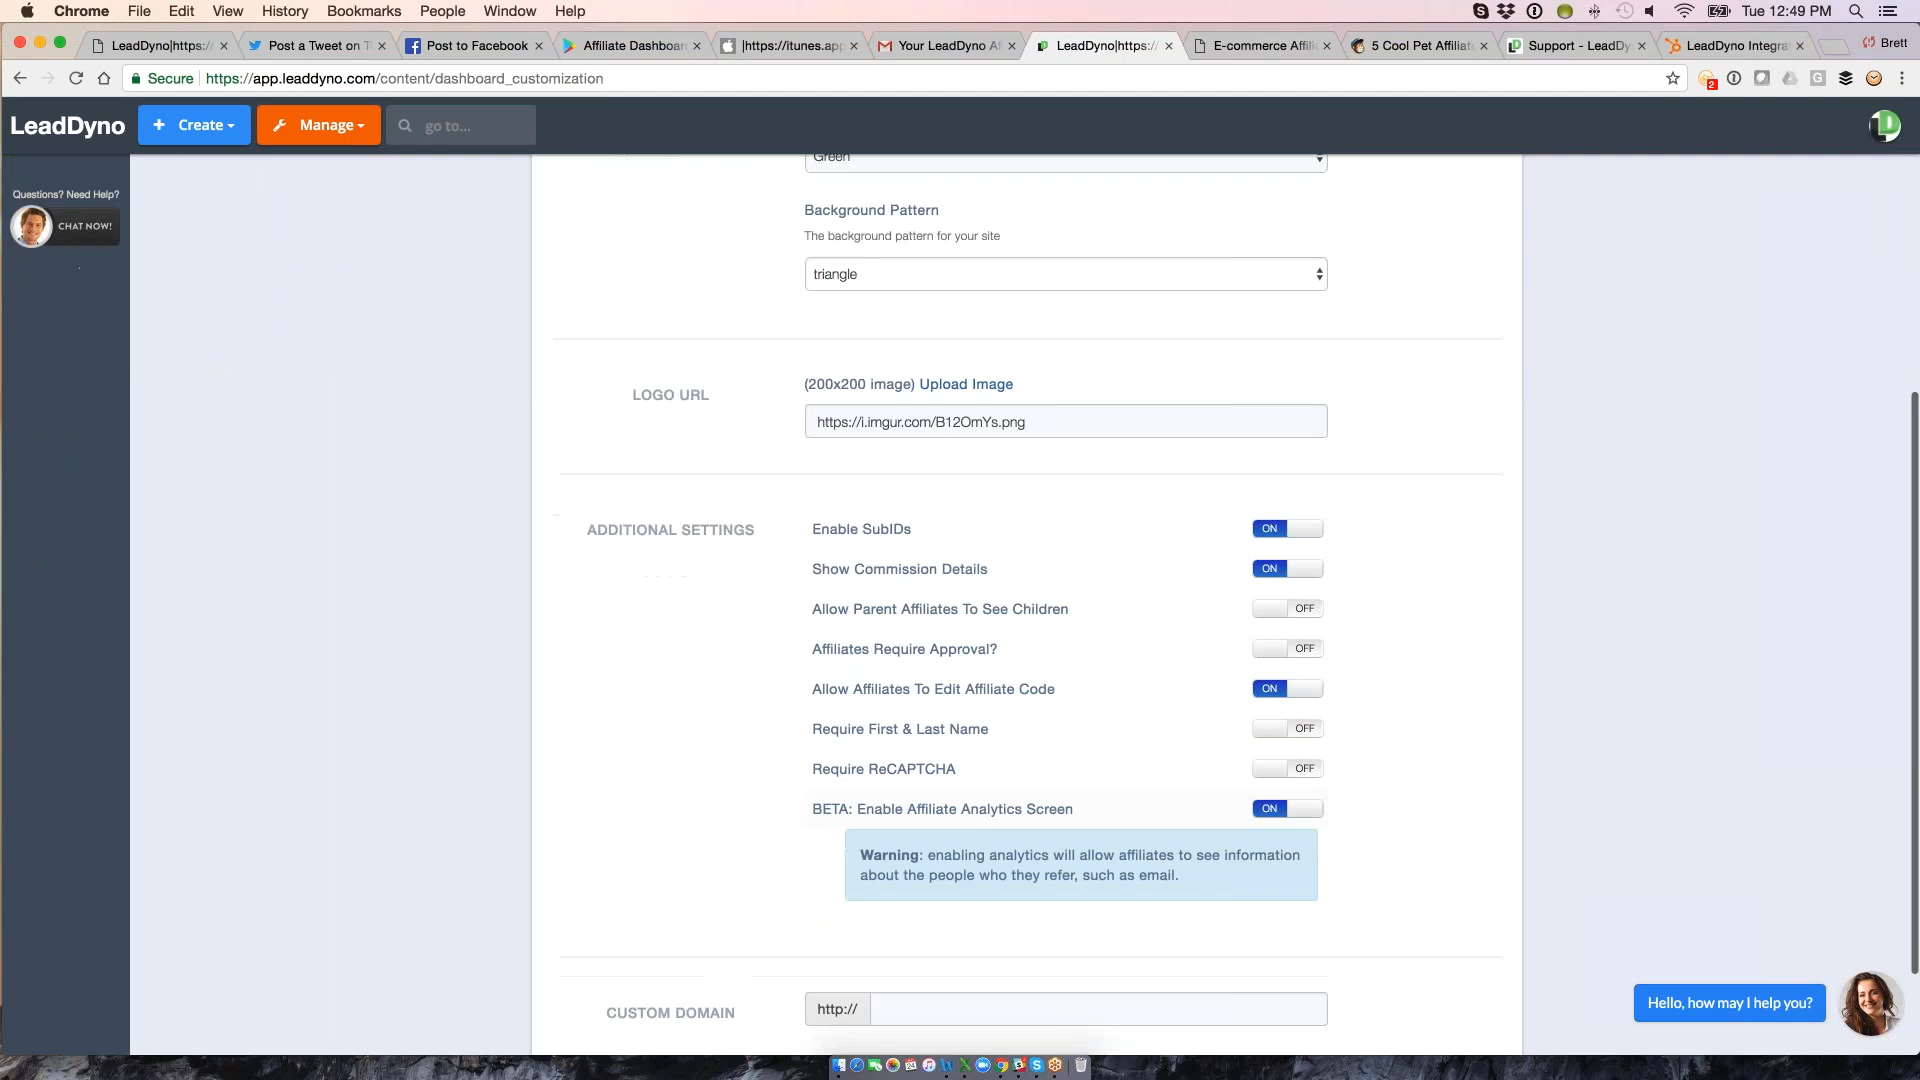 Chrome File Edit View History Bookmarks People Window Help Tue 12:49 PM
LeadDyno|https:/ Post a Tweet on T Post to Facebook Affiliate Dashboar |https://itunes.app Your LeadDyno A LeadDyno|https:/ E-commerce Affili 5 Cool Pet Affiliate Support - LeadDy LeadDyno Integra Brett
Secure https://app.leaddyno.com/content/dashboard_customization 2
LeadDyno + Create Manage go to...
Questions? Need Help?
CHAT NOW!
Green
Background Pattern
The background pattern for your site
triangle
LOGO URL
(200x200 image) Upload Image
https://i.imgur.com/B12OmYs.png
ADDITIONAL SETTINGS
Enable SubIDs ON
Show Commission Details ON
Allow Parent Affiliates To See Children OFF
Affiliates Require Approval? OFF
Allow Affiliates To Edit Affiliate Code ON
Require First & Last Name OFF
Require ReCAPTCHA OFF
BETA: Enable Affiliate Analytics Screen ON
Warning: enabling analytics will allow affiliates to see information
about the people who they refer, such as email.
CUSTOM DOMAIN http://
Hello, how may I help you?